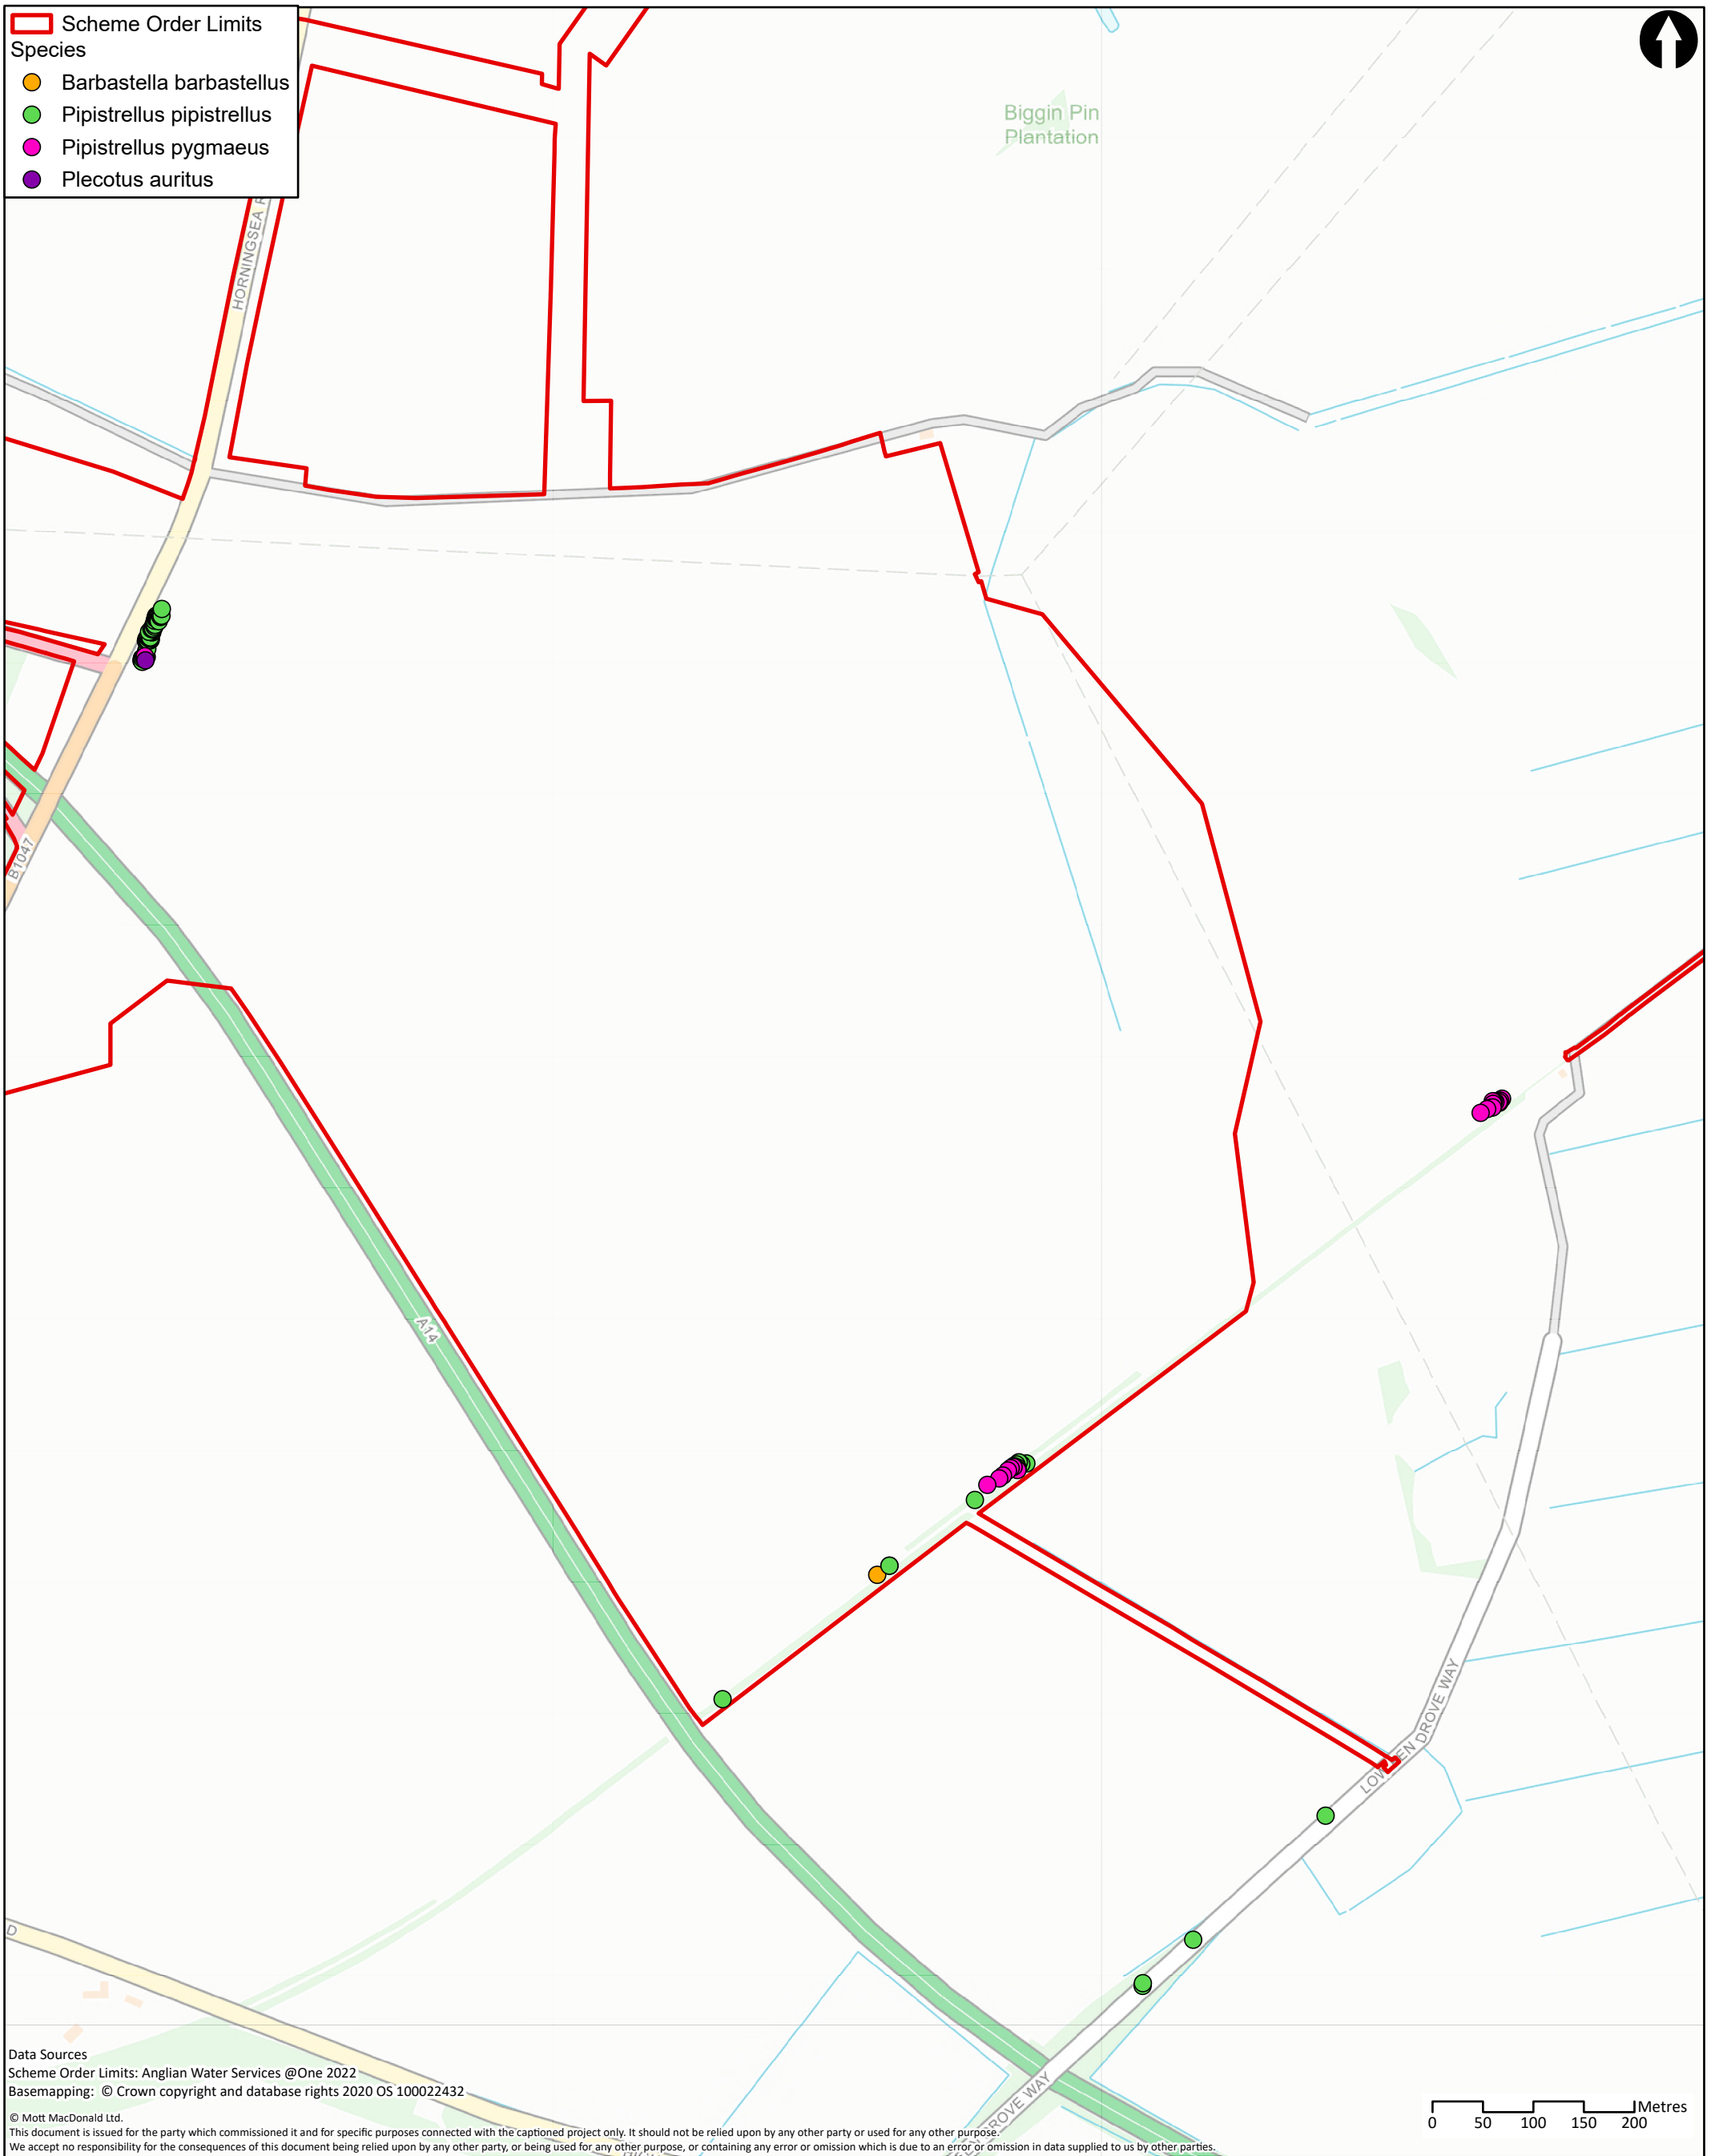 Scheme Order Limits
Species
Barbastella barbastellus
Pipistrellus pipistrellus
Pipistrellus pygmaeus
Plecotus auritus
Biggin Pin
Plantation
HORNINGSEA R
B1047
A14
DROVE WAY
LOW
EN
D
ROVE WAY
Data Sources
Scheme Order Limits: Anglian Water Services @One 2022
Basemapping: © Crown copyright and database rights 2020 OS 100022432
© Mott MacDonald Ltd.
This document is issued for the party which commissioned it and for specific purposes connected with the captioned project only. It should not be relied upon by any other party or used for any other purpose.
We accept no responsibility for the consequences of this document being relied upon by any other party, or being used for any other purpose, or containing any error or omission which is due to an error or omission in data supplied to us by other parties.
Metres
0 50 100 150 200